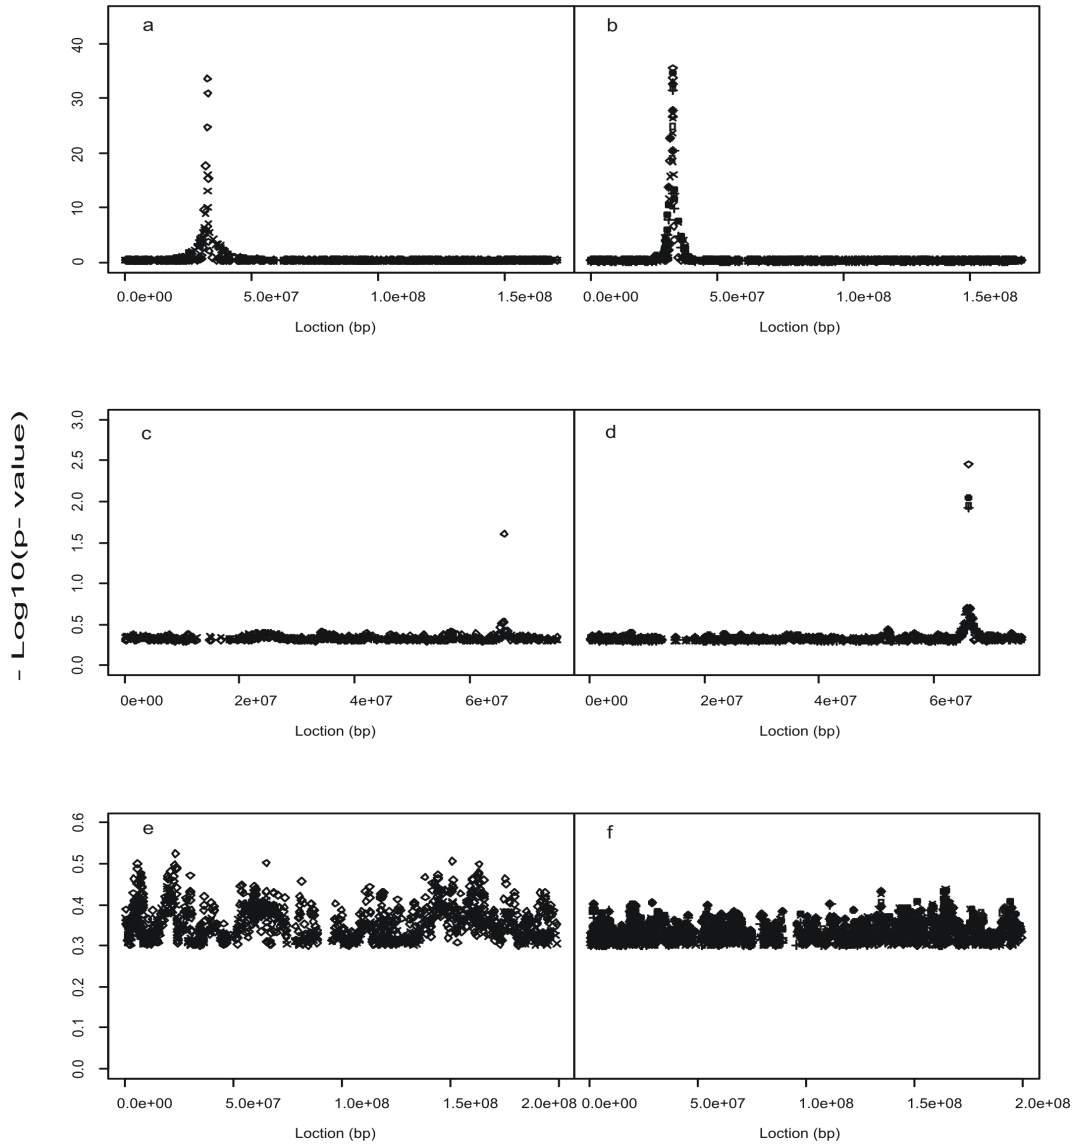 a
b
40
30
20
10
0
0.0e+00 5.0e+07 1.0e+08 1.5e+08
0.0e+00 5.0e+07 1.0e+08 1.5e+08
Loction (bp)
Loction (bp)
- Log10(p- value)
c
d
3.0
2.5
2.0
1.5
1.0
0.5
0.0
0e+00 2e+07 4e+07 6e+07
0e+00 2e+07 4e+07 6e+07
Loction (bp)
Loction (bp)
e
f
0.6
0.5
0.4
0.3
0.2
0.1
0.0
0.0e+00 5.0e+07 1.0e+08 1.5e+08 2.0e+08
0.0e+00 5.0e+07 1.0e+08 1.5e+08 2.0e+08
Loction (bp)
Loction (bp)